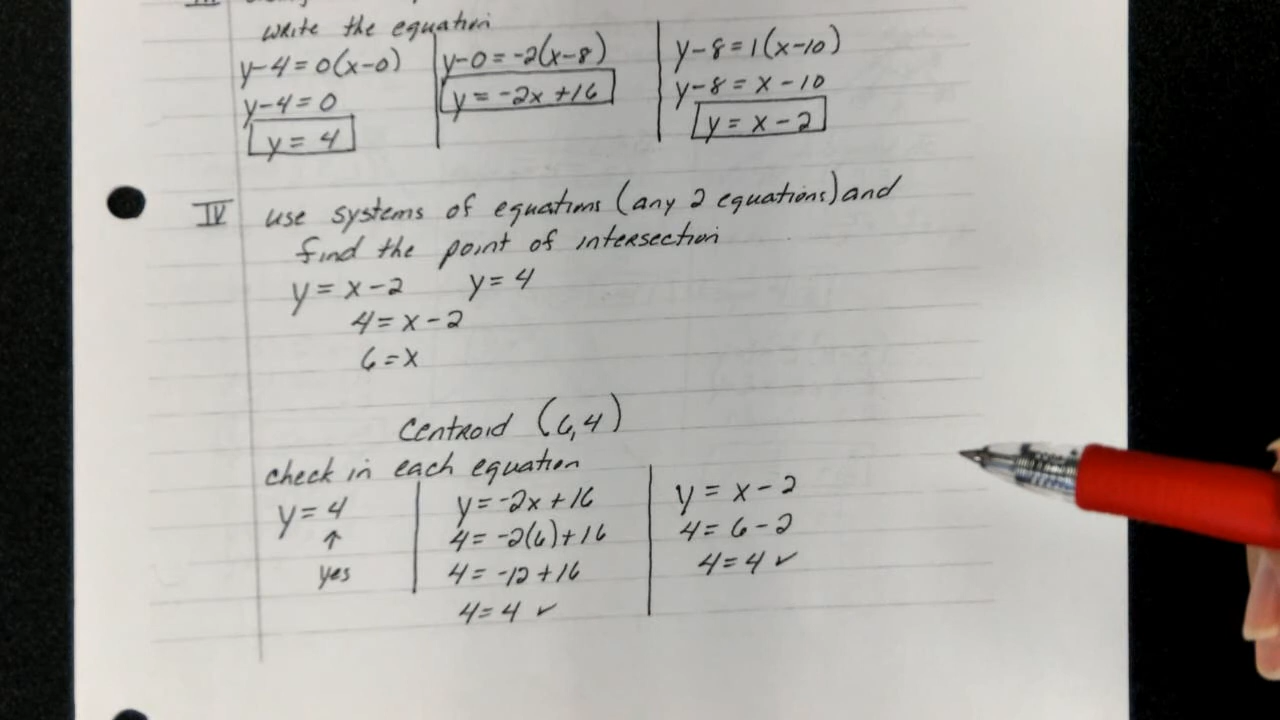 III
write the equation
y-4=0(x-0)
y-4=0
y=4
y-0=-2(x-8)
y=-2x+16
y-8=1(x-10)
y-8=x-10
y=x-2
IV use systems of equations (any 2 equations) and
find the point of intersection
y=x-2 y=4
4=x-2
6=x
Centroid (6,4)
check in each equation
y=4
↑
yes
y=-2x+16
4=-2(6)+16
4=-12+16
4=4 ✓
y=x-2
4=6-2
4=4 ✓